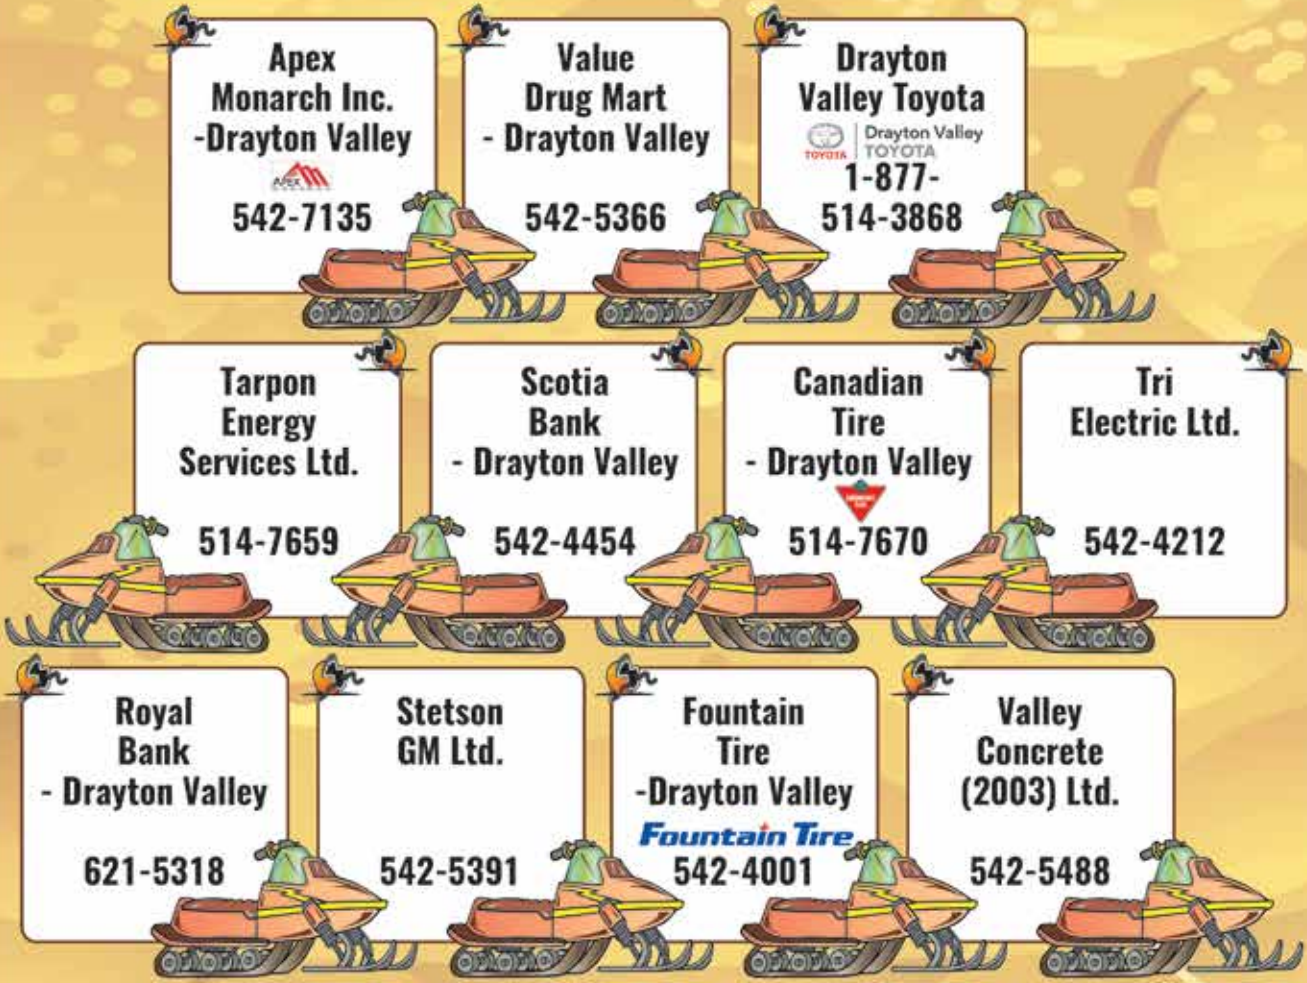 Apex
Monarch Inc.
-Drayton Valley
APEX
542-7135
Value
Drug Mart
- Drayton Valley
542-5366
Drayton
Valley Toyota
TOYOTA
Drayton Valley
TOYOTA
1-877-
514-3868
Tarpon
Energy
Services Ltd.
514-7659
Scotia
Bank
- Drayton Valley
542-4454
Canadian
Tire
- Drayton Valley
514-7670
Tri
Electric Ltd.
542-4212
Royal
Bank
- Drayton Valley
621-5318
Stetson
GM Ltd.
542-5391
Fountain
Tire
-Drayton Valley
Fountain Tire
542-4001
Valley
Concrete
(2003) Ltd.
542-5488